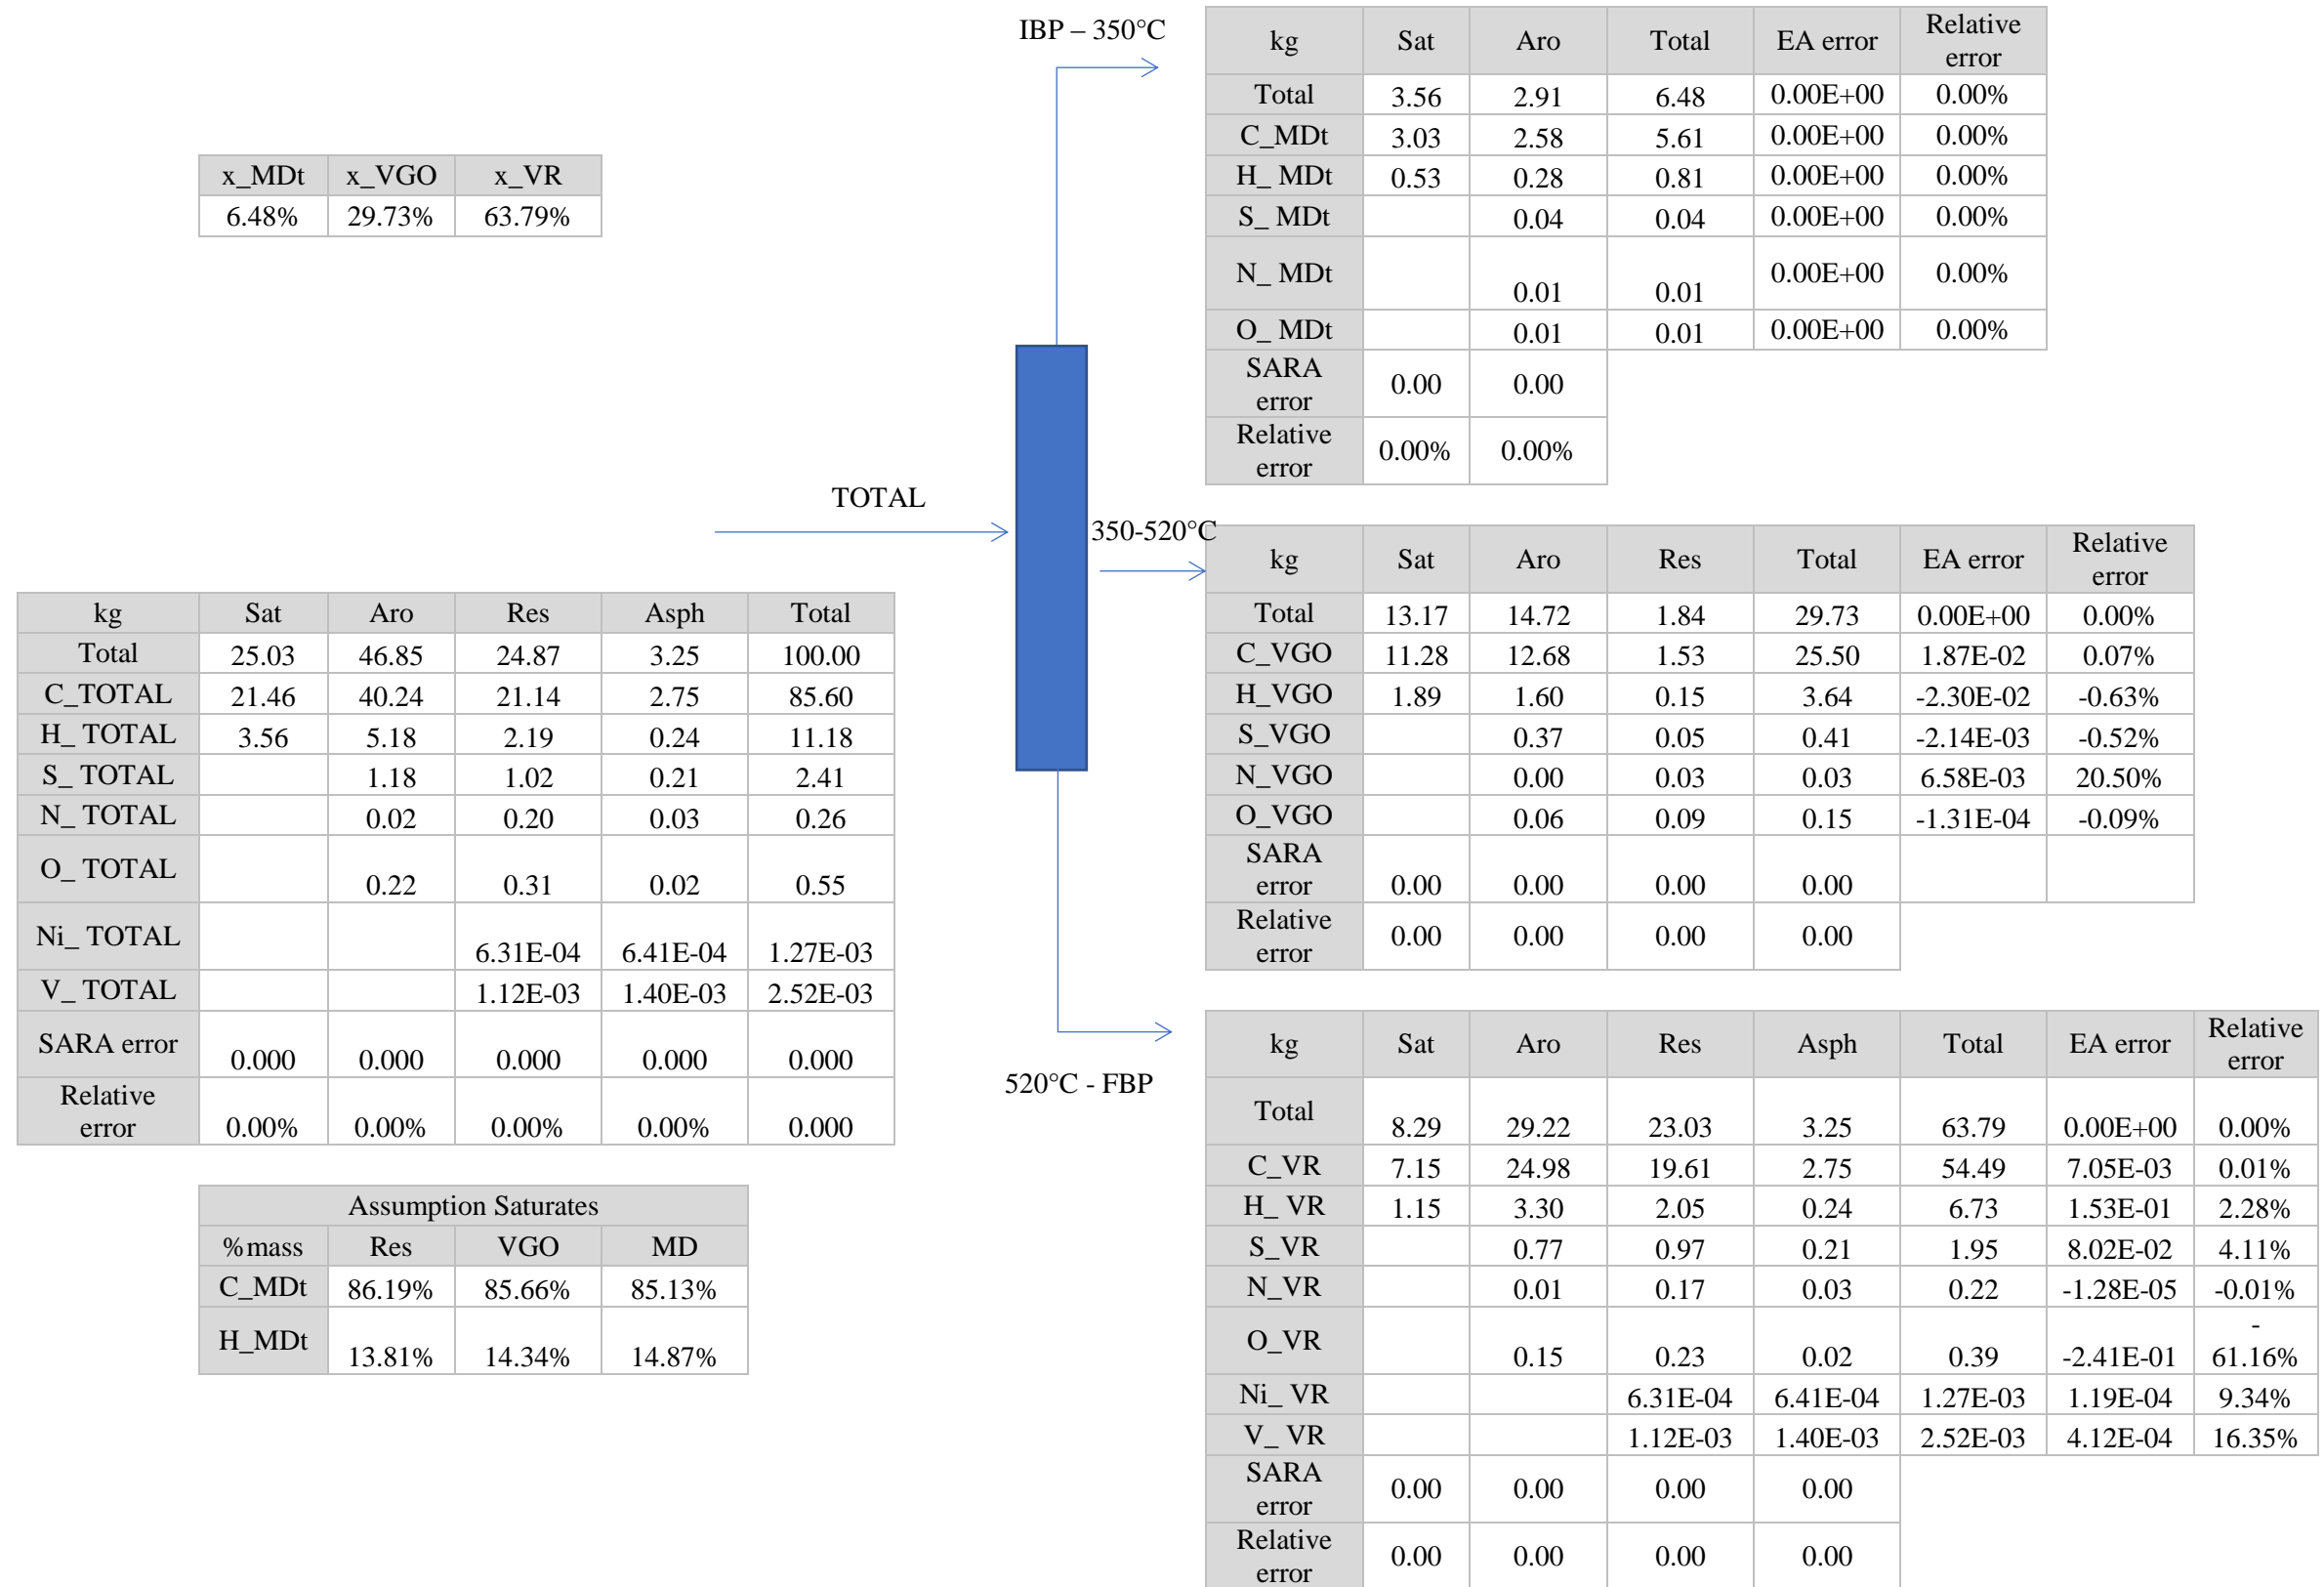 x_MDt x_VGO x_VR
6.48% 29.73% 63.79%
TOTAL
kg Sat Aro Res Asph Total
Total 25.03 46.85 24.87 3.25 100.00
C_TOTAL 21.46 40.24 21.14 2.75 85.60
H_ TOTAL 3.56 5.18 2.19 0.24 11.18
S_ TOTAL 1.18 1.02 0.21 2.41
N_ TOTAL 0.02 0.20 0.03 0.26
O_ TOTAL 0.22 0.31 0.02 0.55
Ni_ TOTAL 6.31E-04 6.41E-04 1.27E-03
V_ TOTAL 1.12E-03 1.40E-03 2.52E-03
SARA error 0.000 0.000 0.000 0.000 0.000
Relative
error 0.00% 0.00% 0.00% 0.00% 0.000
Assumption Saturates
%mass Res VGO MD
C_MDt 86.19% 85.66% 85.13%
H_MDt 13.81% 14.34% 14.87%
IBP – 350°C
kg Sat Aro Total EA error Relative
error
Total 3.56 2.91 6.48 0.00E+00 0.00%
C_MDt 3.03 2.58 5.61 0.00E+00 0.00%
H_ MDt 0.53 0.28 0.81 0.00E+00 0.00%
S_ MDt 0.04 0.04 0.00E+00 0.00%
N_ MDt 0.01 0.01 0.00E+00 0.00%
O_ MDt 0.01 0.01 0.00E+00 0.00%
SARA
error 0.00 0.00
Relative
error 0.00% 0.00%
350-520°C
kg Sat Aro Res Total EA error Relative
error
Total 13.17 14.72 1.84 29.73 0.00E+00 0.00%
C_VGO 11.28 12.68 1.53 25.50 1.87E-02 0.07%
H_VGO 1.89 1.60 0.15 3.64 -2.30E-02 -0.63%
S_VGO 0.37 0.05 0.41 -2.14E-03 -0.52%
N_VGO 0.00 0.03 0.03 6.58E-03 20.50%
O_VGO 0.06 0.09 0.15 -1.31E-04 -0.09%
SARA
error 0.00 0.00 0.00 0.00
Relative
error 0.00 0.00 0.00 0.00
520°C - FBP
kg Sat Aro Res Asph Total EA error Relative
error
Total 8.29 29.22 23.03 3.25 63.79 0.00E+00 0.00%
C_VR 7.15 24.98 19.61 2.75 54.49 7.05E-03 0.01%
H_ VR 1.15 3.30 2.05 0.24 6.73 1.53E-01 2.28%
S_VR 0.77 0.97 0.21 1.95 8.02E-02 4.11%
N_VR 0.01 0.17 0.03 0.22 -1.28E-05 -0.01%
O_VR 0.15 0.23 0.02 0.39 -2.41E-01 -
61.16%
Ni_ VR 6.31E-04 6.41E-04 1.27E-03 1.19E-04 9.34%
V_ VR 1.12E-03 1.40E-03 2.52E-03 4.12E-04 16.35%
SARA
error 0.00 0.00 0.00 0.00
Relative
error 0.00 0.00 0.00 0.00